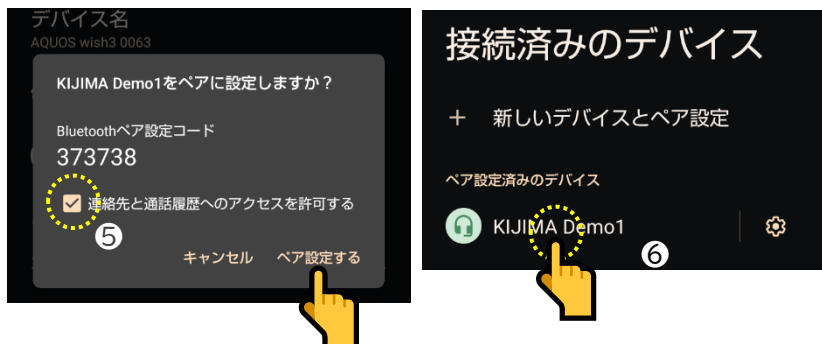 デバイス名
AQUOS wish3 0063
KIJIMA Demo1をペアに設定しますか？
Bluetoothペア設定コード
373738
連絡先と通話履歴へのアクセスを許可する
❺
キャンセル ペア設定する
接続済みのデバイス
+ 新しいデバイスとペア設定
ペア設定済みのデバイス
KIJIMA Demo1
❻